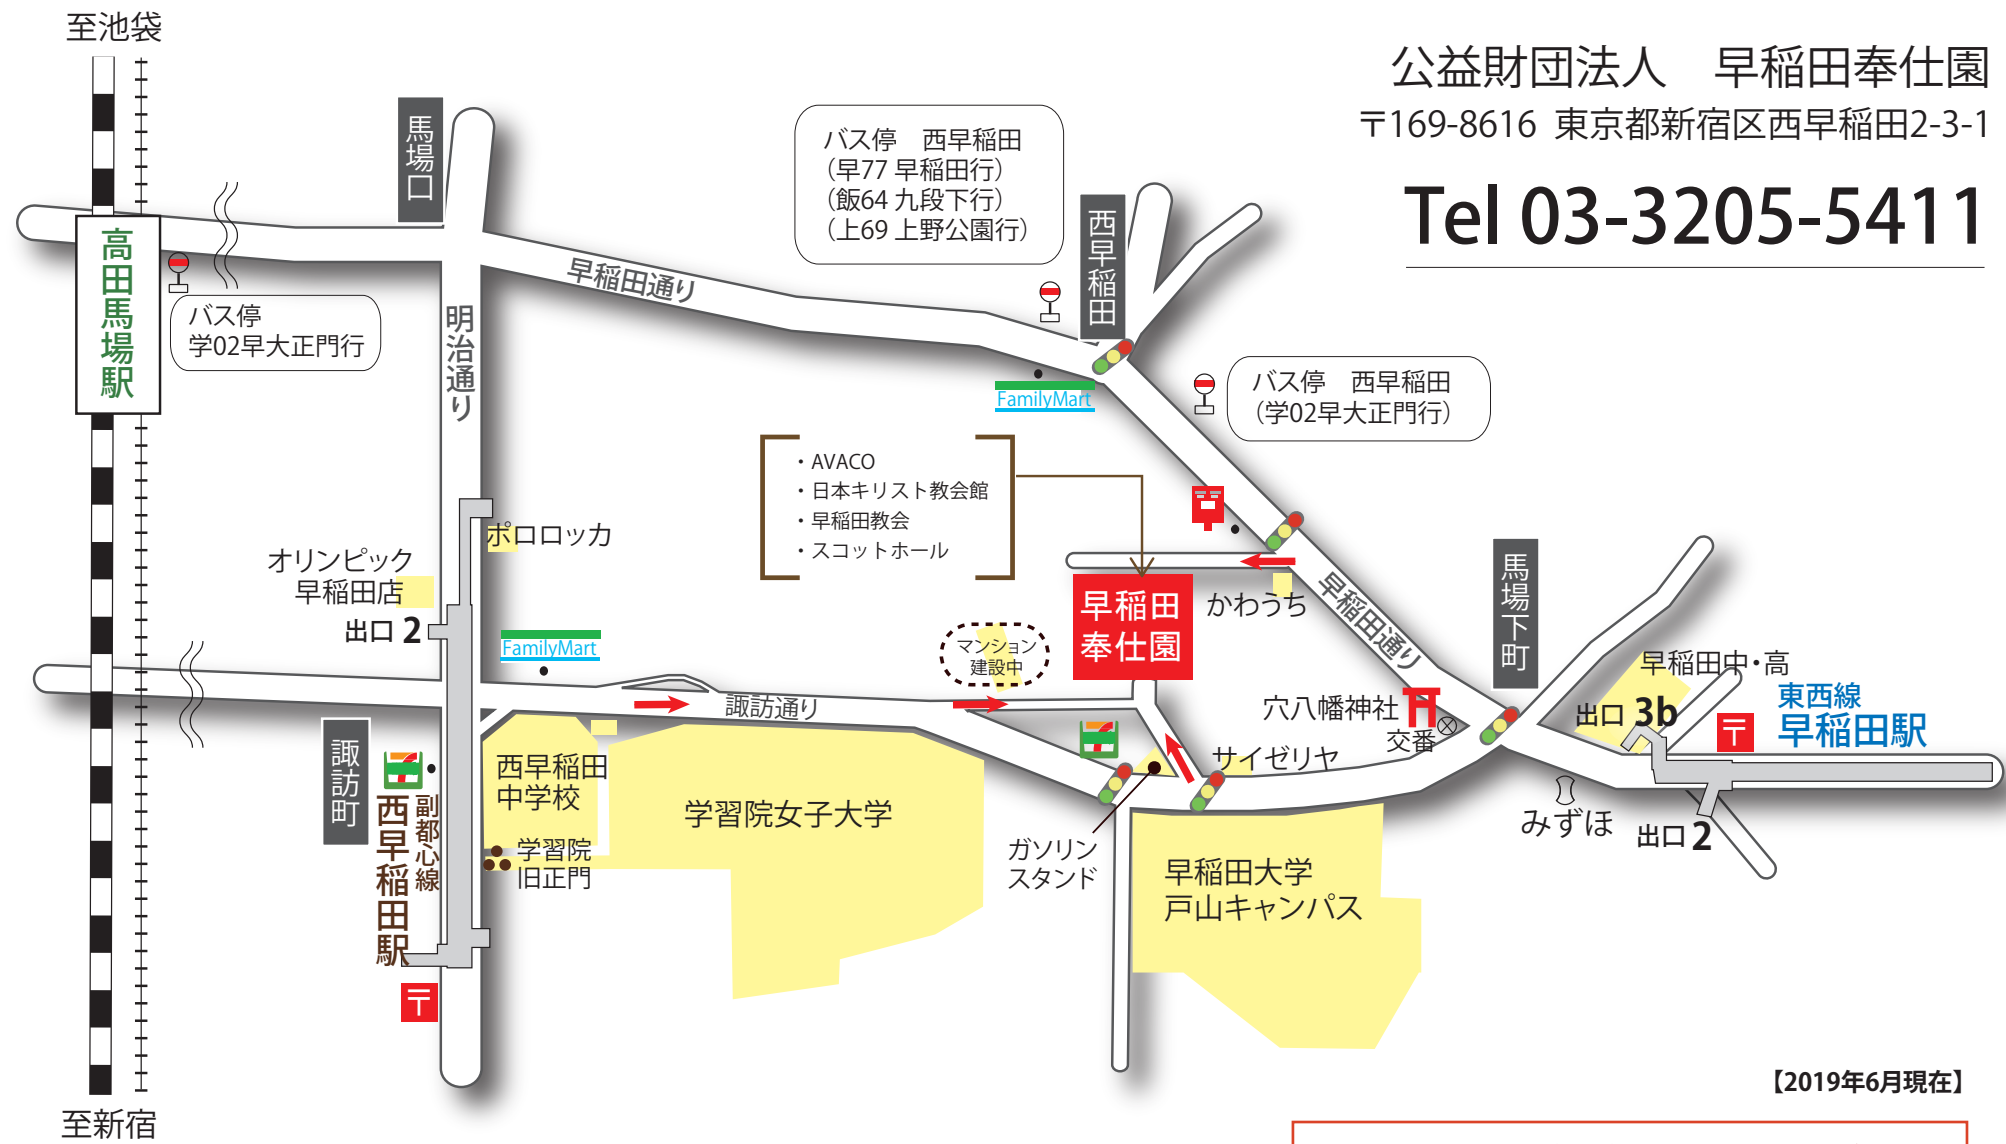 至池袋
公益財団法人　早稲田奉仕園
〒169-8616 東京都新宿区西早稲田2-3-1
Tel 03-3205-5411
馬場口
バス停　西早稲田
（早77 早稲田行）
（飯64 九段下行）
（上69 上野公園行）
西早稲田
高田馬場駅
バス停
学02早大正門行
早稲田通り
明治通り
FamilyMart
バス停　西早稲田
（学02早大正門行）
・AVACO
・日本キリスト教会館
・早稲田教会
・スコットホール
ポロロッカ
オリンピック
早稲田店
出口 2
FamilyMart
マンション
建設中
早稲田
奉仕園
かわうち
早稲田通り
馬場下町
早稲田中・高
出口 3b
〒
東西線
早稲田駅
諏訪通り
穴八幡神社
交番
サイゼリヤ
諏訪町
西早稲田
中学校
学習院女子大学
副都心線
西早稲田駅
学習院
旧正門
ガソリン
スタンド
早稲田大学
戸山キャンパス
みずほ
出口 2
〒
【2019年6月現在】
至新宿